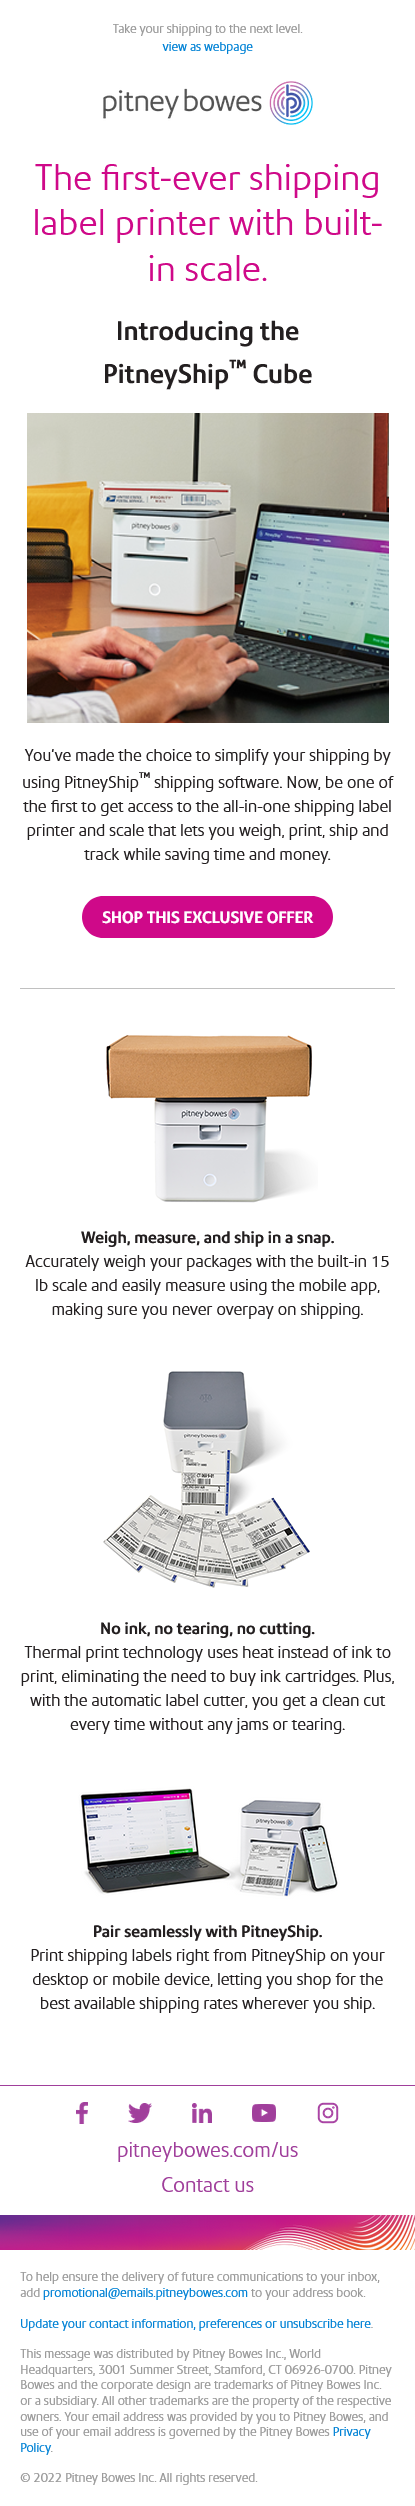 Take your shipping to the next level.
view as webpage
pitney bowes
The first-ever shipping
label printer with built-
in scale.
Introducing the
PitneyShip™ Cube
UNITED STATES
POSTAL SERVICE
PRIORITY
pitney bowes
You've made the choice to simplify your shipping by
using PitneyShip™ shipping software. Now, be one of
the first to get access to the all-in-one shipping label
printer and scale that lets you weigh, print, ship and
track while saving time and money.
SHOP THIS EXCLUSIVE OFFER
pitney bowes
Weigh, measure, and ship in a snap.
Accurately weigh your packages with the built-in 15
lb scale and easily measure using the mobile app,
making sure you never overpay on shipping.
pitney bowes
No ink, no tearing, no cutting.
Thermal print technology uses heat instead of ink to
print, eliminating the need to buy ink cartridges. Plus,
with the automatic label cutter, you get a clean cut
every time without any jams or tearing.
pitney bowes
Pair seamlessly with PitneyShip.
Print shipping labels right from PitneyShip on your
desktop or mobile device, letting you shop for the
best available shipping rates wherever you ship.
pitneybowes.com/us
Contact us
To help ensure the delivery of future communications to your inbox,
add promotional@emails.pitneybowes.com to your address book.
Update your contact information, preferences or unsubscribe here.
This message was distributed by Pitney Bowes Inc., World
Headquarters, 3001 Summer Street, Stamford, CT 06926-0700. Pitney
Bowes and the corporate design are trademarks of Pitney Bowes Inc.
or a subsidiary. All other trademarks are the property of the respective
owners. Your email address was provided by you to Pitney Bowes, and
use of your email address is governed by the Pitney Bowes Privacy
Policy.
© 2022 Pitney Bowes Inc. All rights reserved.